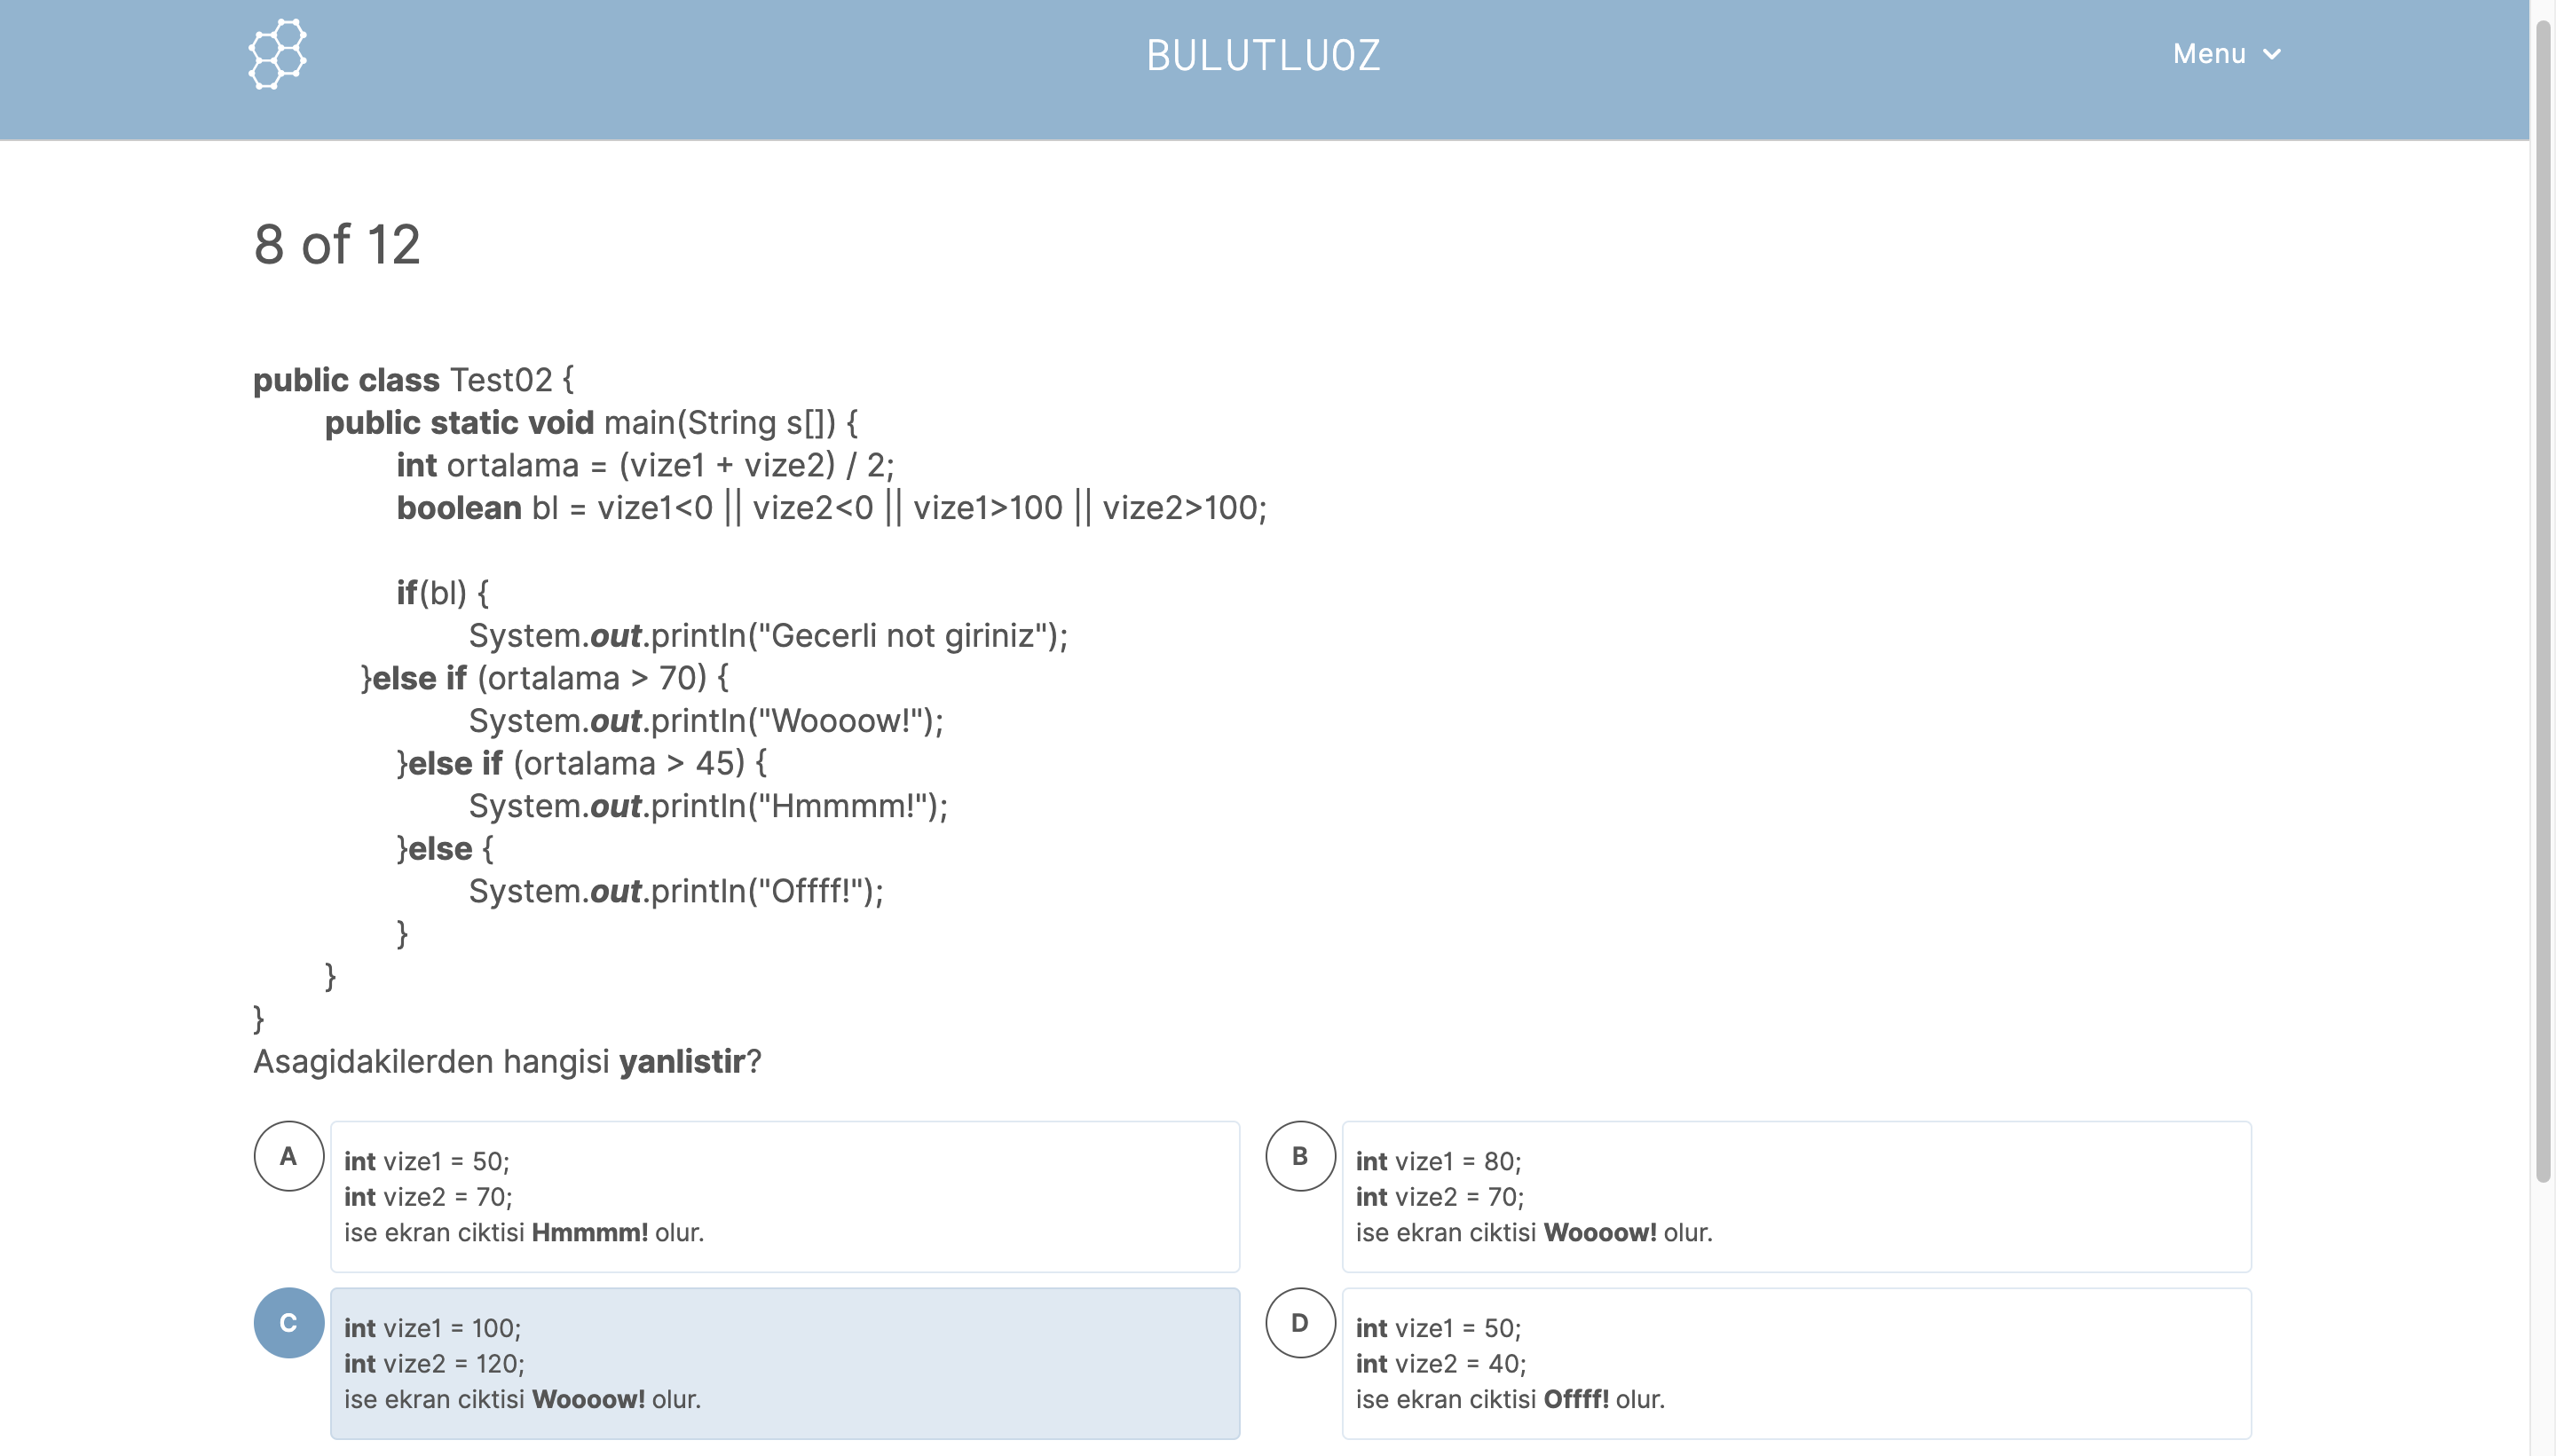 BULUTLUOZ
Menu
8 of 12
public class Test02 {
public static void main(String s[]) {
int ortalama = (vize1 + vize2) / 2;
boolean bl = vize1<0 || vize2<0 || vize1>100 || vize2>100;
if(bl) {
System.out.println("Gecerli not giriniz");
}else if (ortalama > 70) {
System.out.println("Woooow!");
}else if (ortalama > 45) {
System.out.println("Hmmmm!");
}else {
System.out.println("Offff!");
}
}
}
Asagidakilerden hangisi yanlistir?
A
int vize1 = 50;
int vize2 = 70;
ise ekran ciktisi Hmmmm! olur.
B
int vize1 = 80;
int vize2 = 70;
ise ekran ciktisi Woooow! olur.
C
int vize1 = 100;
int vize2 = 120;
ise ekran ciktisi Woooow! olur.
D
int vize1 = 50;
int vize2 = 40;
ise ekran ciktisi Offff! olur.